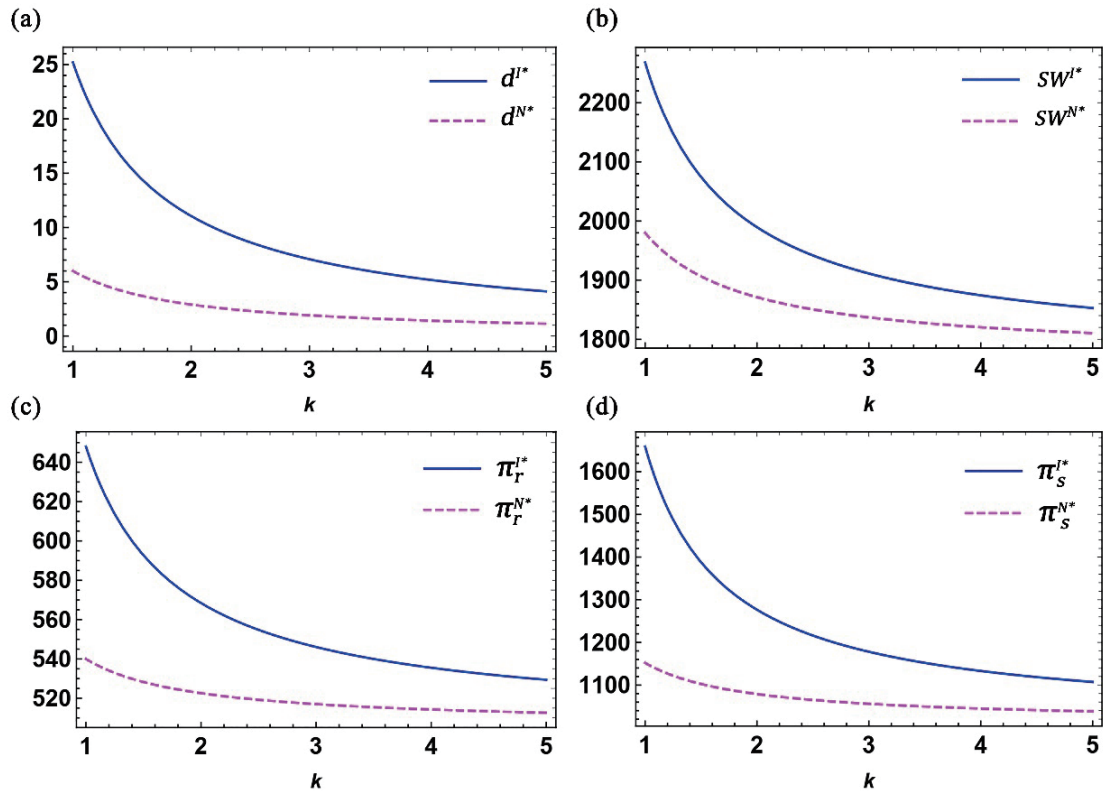 (a)
25
20
15
10
5
0
d^{I*}
d^{N*}
1 2 3 4 5
k
(b)
2200
2100
2000
1900
1800
SW^{I*}
SW^{N*}
1 2 3 4 5
k
(c)
640
620
600
580
560
540
520
π_r^{I*}
π_r^{N*}
1 2 3 4 5
k
(d)
1600
1500
1400
1300
1200
1100
π_s^{I*}
π_s^{N*}
1 2 3 4 5
k